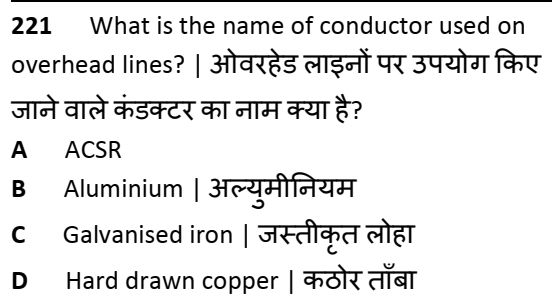 221 What is the name of conductor used on
overhead lines? | ओवरहेड लाइनों पर उपयोग किए
जाने वाले कंडक्टर का नाम क्या है?
A ACSR
B Aluminium | अल्युमीनियम
C Galvanised iron | जस्तीकृत लोहा
D Hard drawn copper | कठोर ताँबा